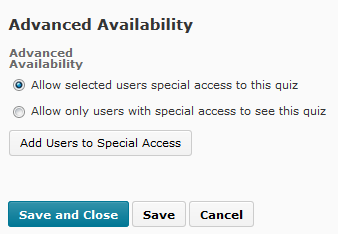 Advanced Availability
Advanced
Availability
Allow selected users special access to this quiz
Allow only users with special access to see this quiz
Add Users to Special Access
Save and Close Save Cancel